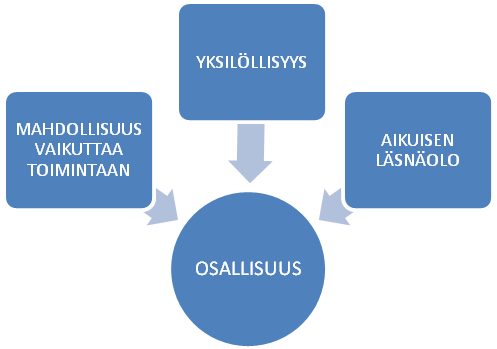 YKSILÖLLISYYS
MAHDOLLISUUS
VAIKUTTAA
TOIMINTAAN
AIKUISEN
LÄSNÄOLO
OSALLISUUS